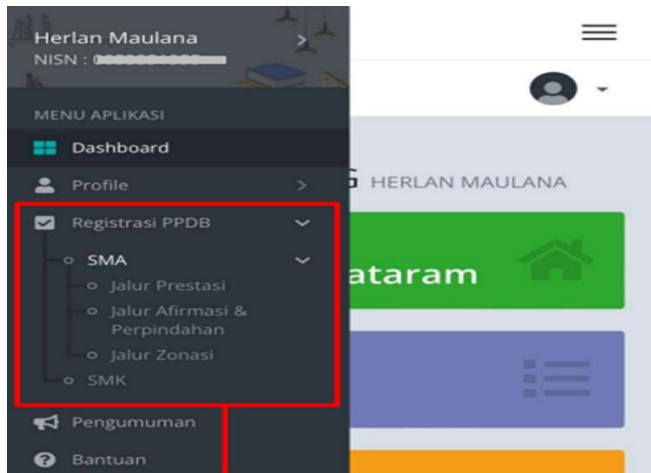 Herlan Maulana
NISN :
MENU APLIKASI
Dashboard
Profile
Registrasi PPDB
SMA
Jalur Prestasi
Jalur Afirmasi &
Perpindahan
Jalur Zonasi
SMK
Pengumuman
Bantuan
G HERLAN MAULANA
ataram